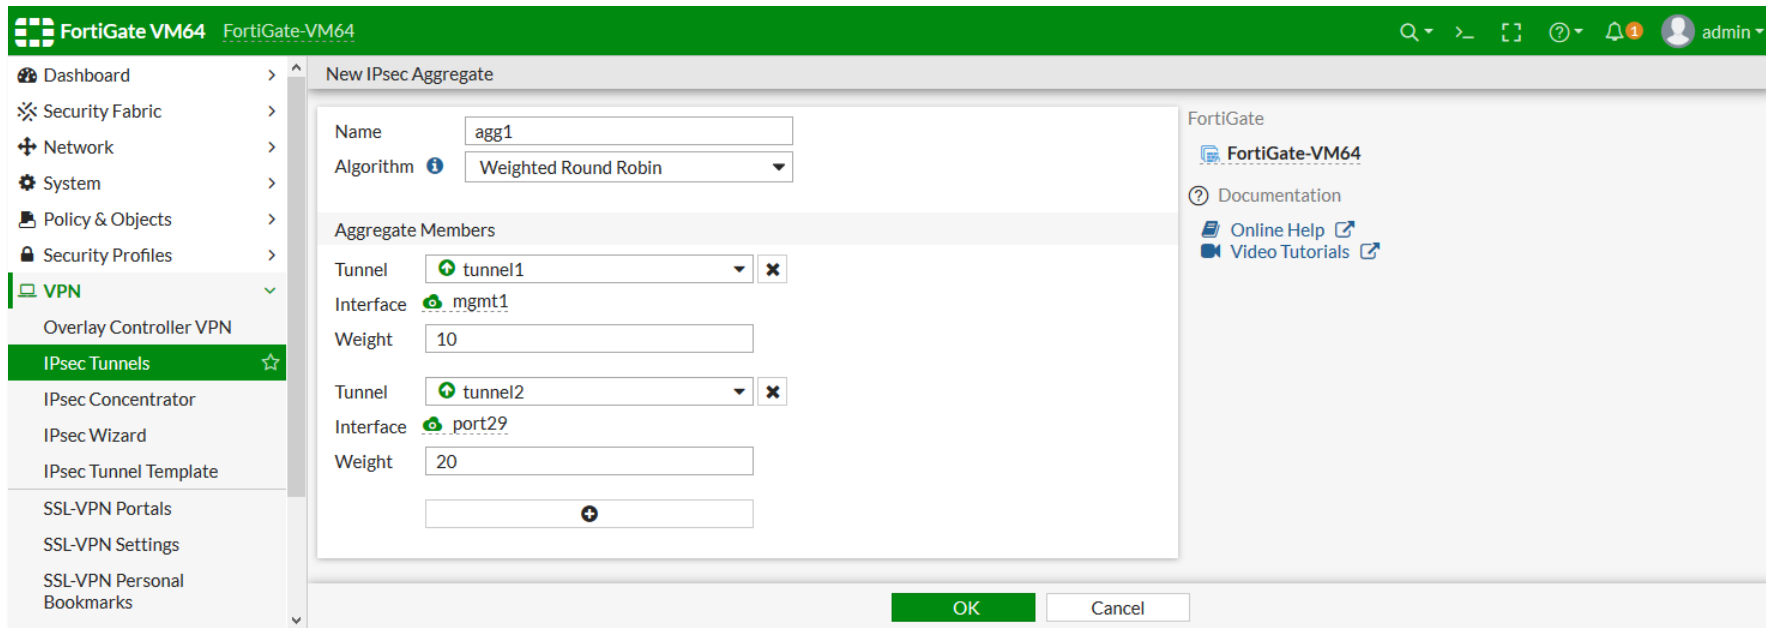 FortiGate VM64 FortiGate-VM64 1 admin
Dashboard
Security Fabric
Network
System
Policy & Objects
Security Profiles
VPN
Overlay Controller VPN
IPsec Tunnels
IPsec Concentrator
IPsec Wizard
IPsec Tunnel Template
SSL-VPN Portals
SSL-VPN Settings
SSL-VPN Personal
Bookmarks
New IPsec Aggregate
Name agg1
Algorithm Weighted Round Robin
Aggregate Members
Tunnel tunnel1
Interface mgmt1
Weight 10
Tunnel tunnel2
Interface port29
Weight 20
OK Cancel
FortiGate
FortiGate-VM64
Documentation
Online Help
Video Tutorials